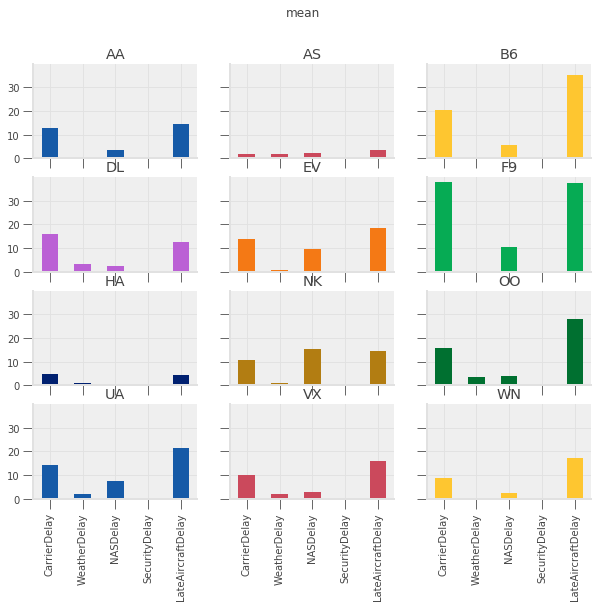 mean
AA AS B6
40
30
20
10
0
DL EV F9
30
20
10
0
HA NK OO
30
20
10
0
UA VX WN
30
20
10
0
CarrierDelay
WeatherDelay
NASDelay
SecurityDelay
LateAircraftDelay
CarrierDelay
WeatherDelay
NASDelay
SecurityDelay
LateAircraftDelay
CarrierDelay
WeatherDelay
NASDelay
SecurityDelay
LateAircraftDelay